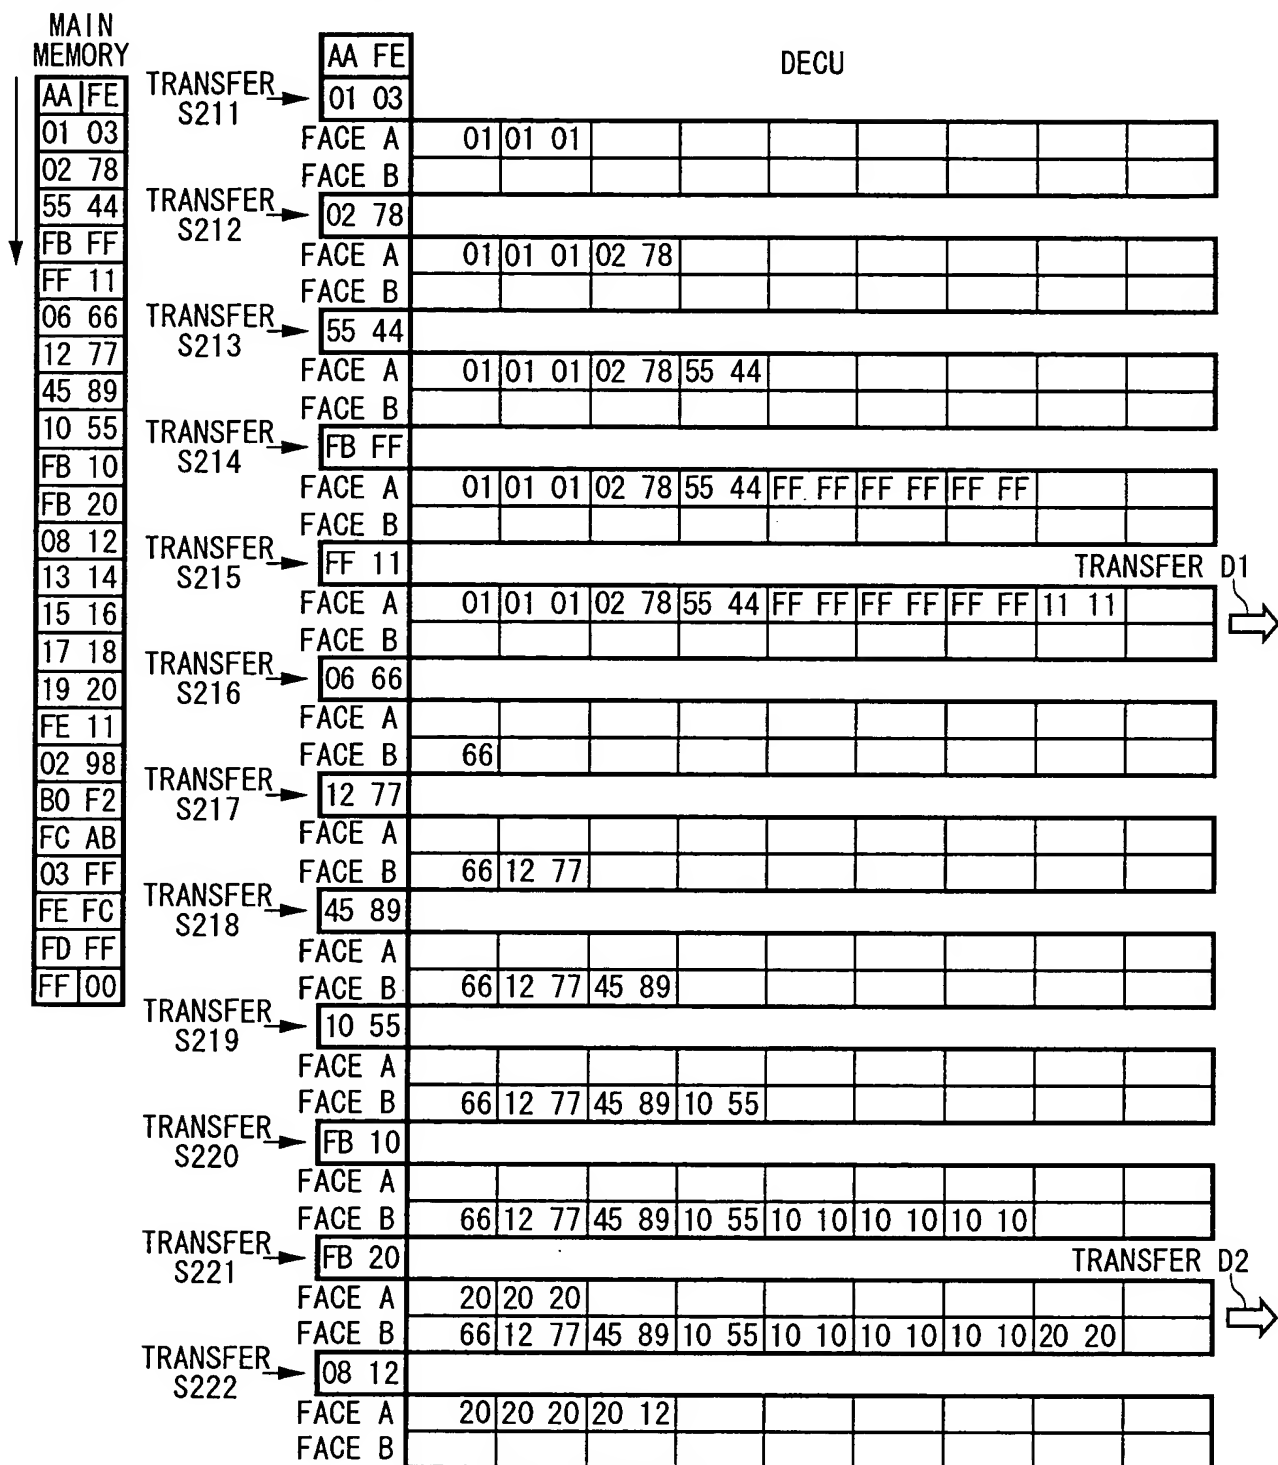 MAIN
MEMORY
AA FE
01 03
02 78
55 44
FB FF
FF 11
06 66
12 77
45 89
10 55
FB 10
FB 20
08 12
13 14
15 16
17 18
19 20
FE 11
02 98
B0 F2
FC AB
03 FF
FE FC
FD FF
FF 00
DECU
AA FE
TRANSFER S211 01 03
FACE A 01 01 01
FACE B
TRANSFER S212 02 78
FACE A 01 01 01 02 78
FACE B
TRANSFER S213 55 44
FACE A 01 01 01 02 78 55 44
FACE B
TRANSFER S214 FB FF
FACE A 01 01 01 02 78 55 44 FF FF FF FF FF FF
FACE B
TRANSFER S215 FF 11 TRANSFER D1
FACE A 01 01 01 02 78 55 44 FF FF FF FF FF FF 11 11
FACE B
TRANSFER S216 06 66
FACE A
FACE B 66
TRANSFER S217 12 77
FACE A
FACE B 66 12 77
TRANSFER S218 45 89
FACE A
FACE B 66 12 77 45 89
TRANSFER S219 10 55
FACE A
FACE B 66 12 77 45 89 10 55
TRANSFER S220 FB 10
FACE A
FACE B 66 12 77 45 89 10 55 10 10 10 10 10 10
TRANSFER S221 FB 20 TRANSFER D2
FACE A 20 20 20
FACE B 66 12 77 45 89 10 55 10 10 10 10 10 10 20 20
TRANSFER S222 08 12
FACE A 20 20 20 20 12
FACE B